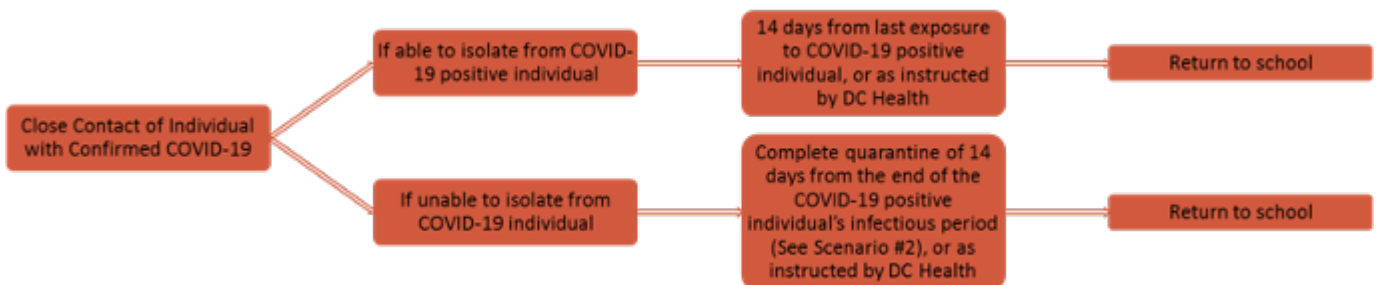 Close Contact of Individual
with Confirmed COVID-19
If able to isolate from COVID-
19 positive individual
14 days from last exposure
to COVID-19 positive
individual, or as instructed
by DC Health
Return to school
If unable to isolate from
COVID-19 individual
Complete quarantine of 14
days from the end of the
COVID-19 positive
individual's infectious period
(See Scenario #2), or as
instructed by DC Health
Return to school